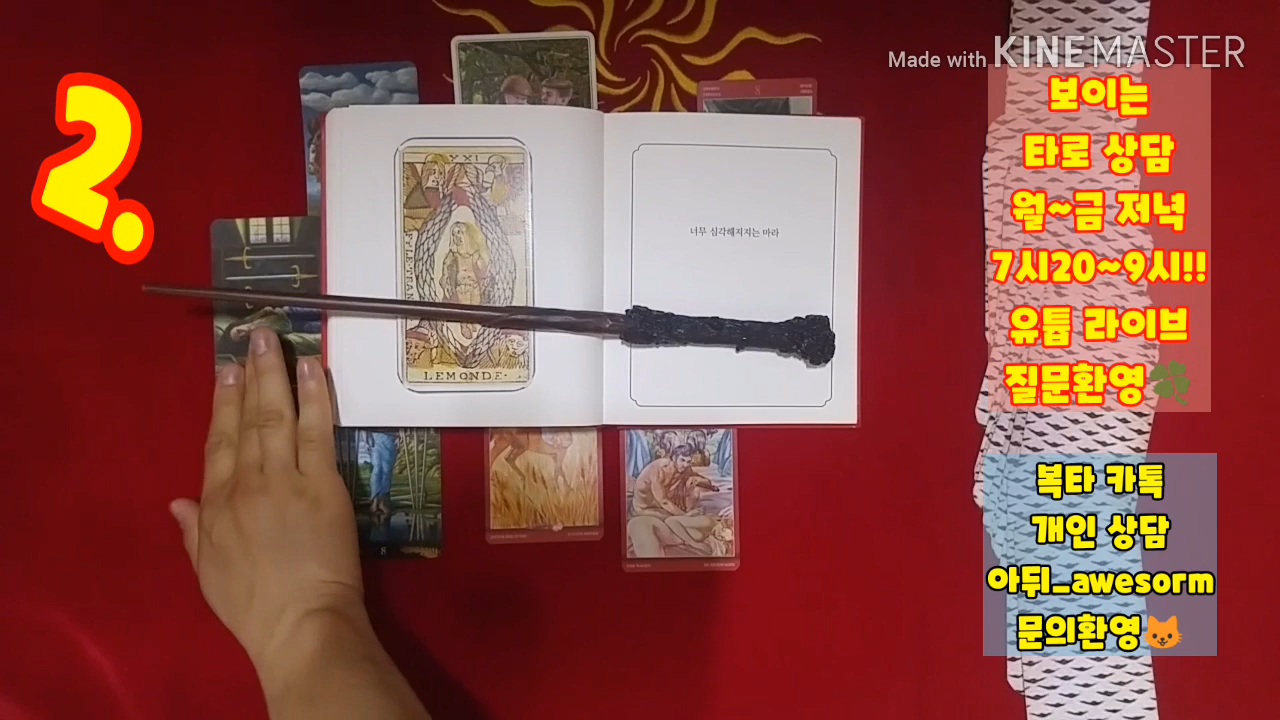 Made with KINEMASTER
2.
보이는
타로 상담
월~금 저녁
7시20~9시!!
유튭 라이브
질문환영🍀
복타 카톡
개인 상담
아뒤_awesorm
문의환영🐱
XXI
LEMONDE·
너무 심각해지지는 마라
8
8